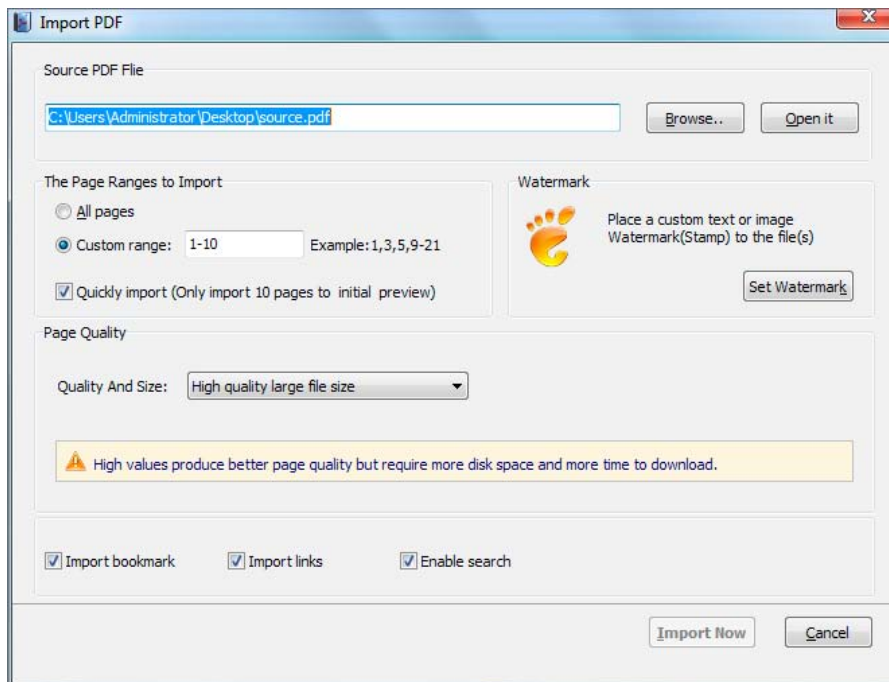 Import PDF
Source PDF Flie
C:\Users\Administrator\Desktop\source.pdf
Browse..
Open it
The Page Ranges to Import
All pages
Custom range: 1-10 Example:1,3,5,9-21
Quickly import (Only import 10 pages to initial preview)
Watermark
Place a custom text or image
Watermark(Stamp) to the file(s)
Set Watermark
Page Quality
Quality And Size: High quality large file size
High values produce better page quality but require more disk space and more time to download.
Import bookmark Import links Enable search
Import Now Cancel